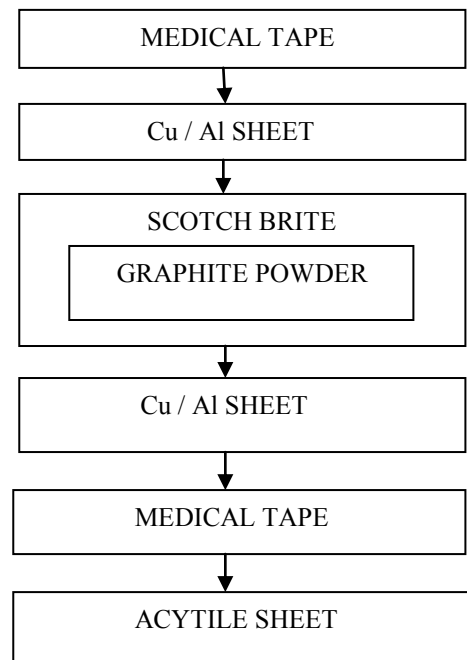 MEDICAL TAPE
Cu / Al SHEET
SCOTCH BRITE
GRAPHITE POWDER
Cu / Al SHEET
MEDICAL TAPE
ACYTILE SHEET